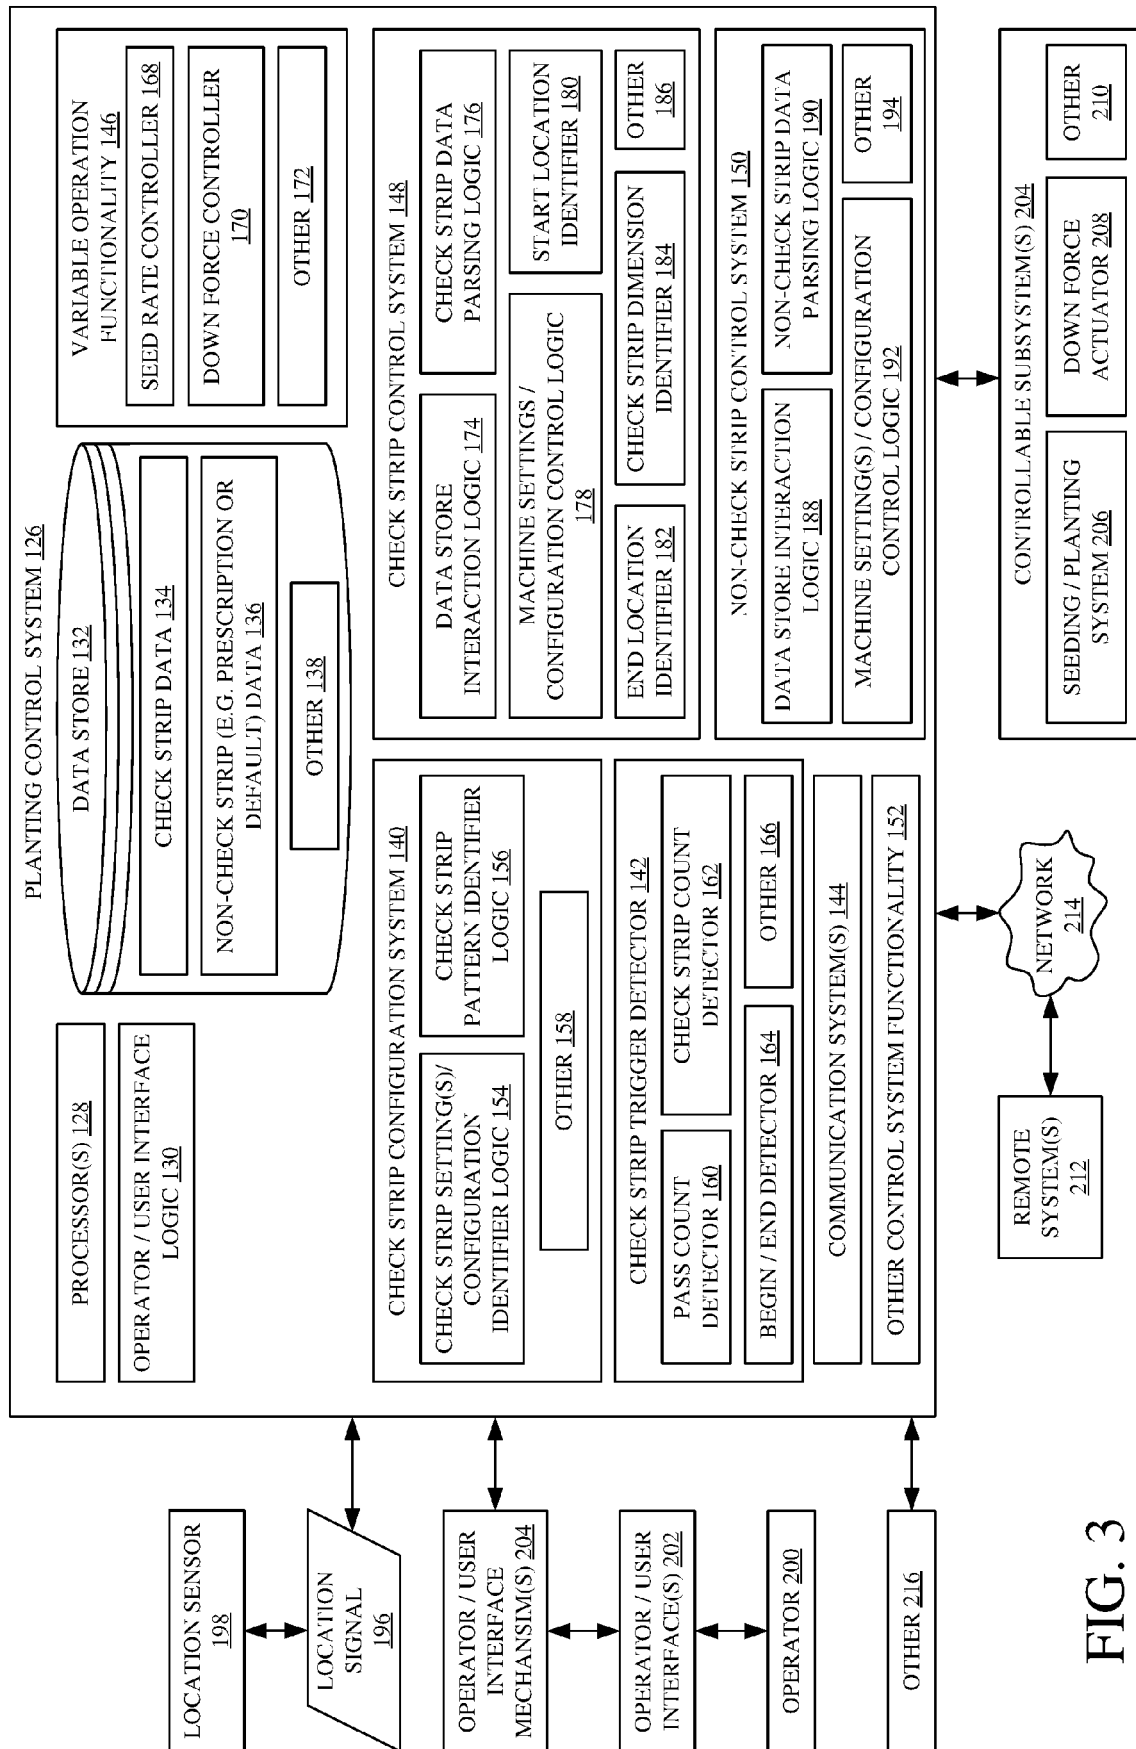 PLANTING CONTROL SYSTEM 126
PROCESSOR(S) 128
OPERATOR / USER INTERFACE
LOGIC 130
DATA STORE 132
CHECK STRIP DATA 134
NON-CHECK STRIP (E.G. PRESCRIPTION OR
DEFAULT) DATA 136
OTHER 138
VARIABLE OPERATION
FUNCTIONALITY 146
SEED RATE CONTROLLER 168
DOWN FORCE CONTROLLER
170
OTHER 172
CHECK STRIP CONFIGURATION SYSTEM 140
CHECK STRIP SETTING(S)/
CONFIGURATION
IDENTIFIER LOGIC 154
CHECK STRIP
PATTERN IDENTIFIER
LOGIC 156
OTHER 158
CHECK STRIP TRIGGER DETECTOR 142
PASS COUNT
DETECTOR 160
CHECK STRIP COUNT
DETECTOR 162
BEGIN / END DETECTOR 164
OTHER 166
COMMUNICATION SYSTEM(S) 144
OTHER CONTROL SYSTEM FUNCTIONALITY 152
CHECK STRIP CONTROL SYSTEM 148
DATA STORE
INTERACTION LOGIC 174
CHECK STRIP DATA
PARSING LOGIC 176
MACHINE SETTINGS /
CONFIGURATION CONTROL LOGIC
178
START LOCATION
IDENTIFIER 180
END LOCATION
IDENTIFIER 182
CHECK STRIP DIMENSION
IDENTIFIER 184
OTHER
186
NON-CHECK STRIP CONTROL SYSTEM 150
DATA STORE INTERACTION
LOGIC 188
NON-CHECK STRIP DATA
PARSING LOGIC 190
MACHINE SETTING(S) / CONFIGURATION
CONTROL LOGIC 192
OTHER
194
LOCATION SENSOR
198
LOCATION
SIGNAL
196
OPERATOR / USER
INTERFACE
MECHANSIM(S) 204
OPERATOR / USER
INTERFACE(S) 202
OPERATOR 200
OTHER 216
REMOTE
SYSTEM(S)
212
NETWORK
214
CONTROLLABLE SUBSYSTEM(S) 204
SEEDING / PLANTING
SYSTEM 206
DOWN FORCE
ACTUATOR 208
OTHER
210
FIG. 3